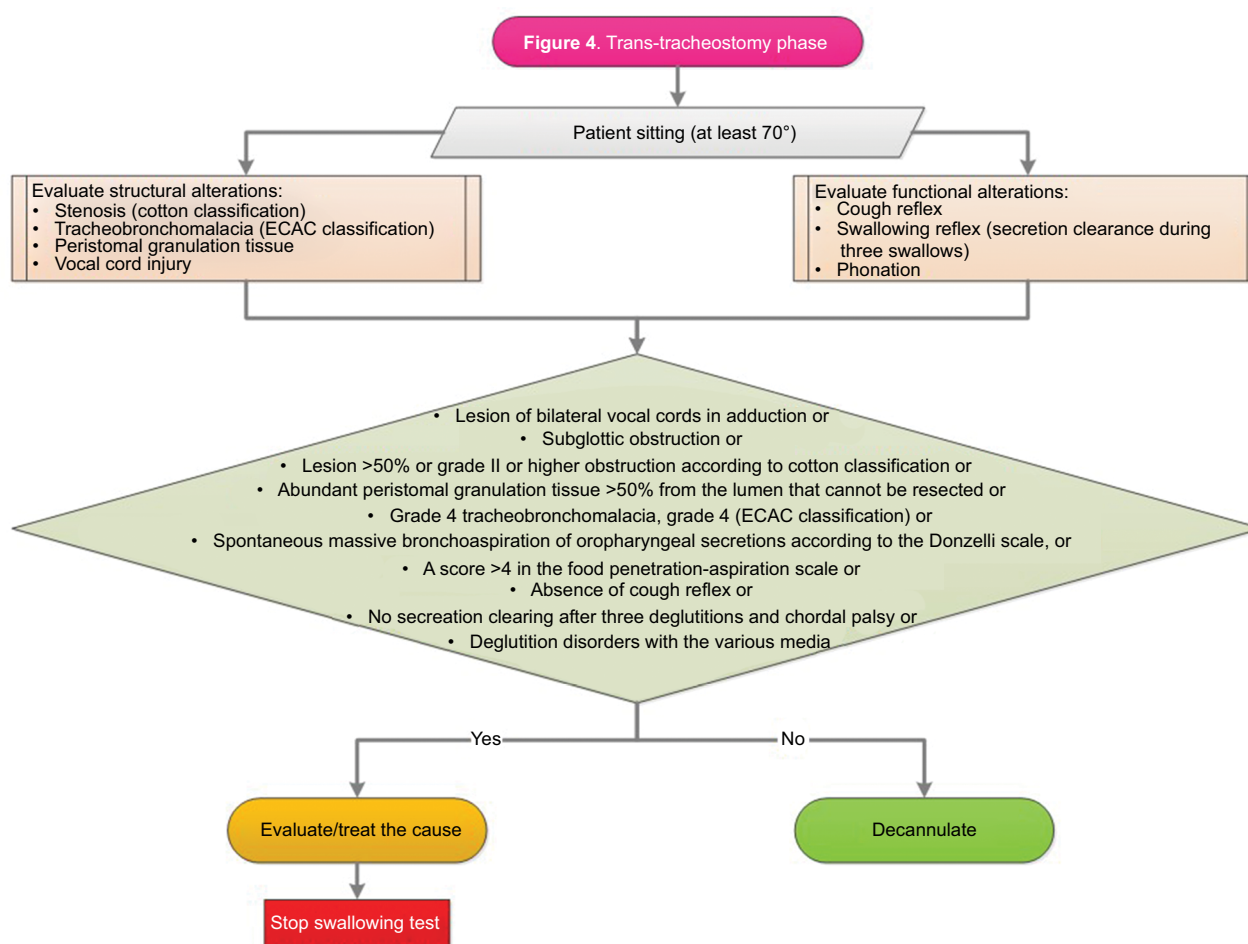 Figure 4. Trans-tracheostomy phase
Patient sitting (at least 70°)
Evaluate structural alterations:
• Stenosis (cotton classification)
• Tracheobronchomalacia (ECAC classification)
• Peristomal granulation tissue
• Vocal cord injury
Evaluate functional alterations:
• Cough reflex
• Swallowing reflex (secretion clearance during
three swallows)
• Phonation
• Lesion of bilateral vocal cords in adduction or
• Subglottic obstruction or
• Lesion >50% or grade II or higher obstruction according to cotton classification or
• Abundant peristomal granulation tissue >50% from the lumen that cannot be resected or
• Grade 4 tracheobronchomalacia, grade 4 (ECAC classification) or
• Spontaneous massive bronchoaspiration of oropharyngeal secretions according to the Donzelli scale, or
• A score >4 in the food penetration-aspiration scale or
• Absence of cough reflex or
• No secreation clearing after three deglutitions and chordal palsy or
• Deglutition disorders with the various media
Yes
No
Evaluate/treat the cause
Decannulate
Stop swallowing test